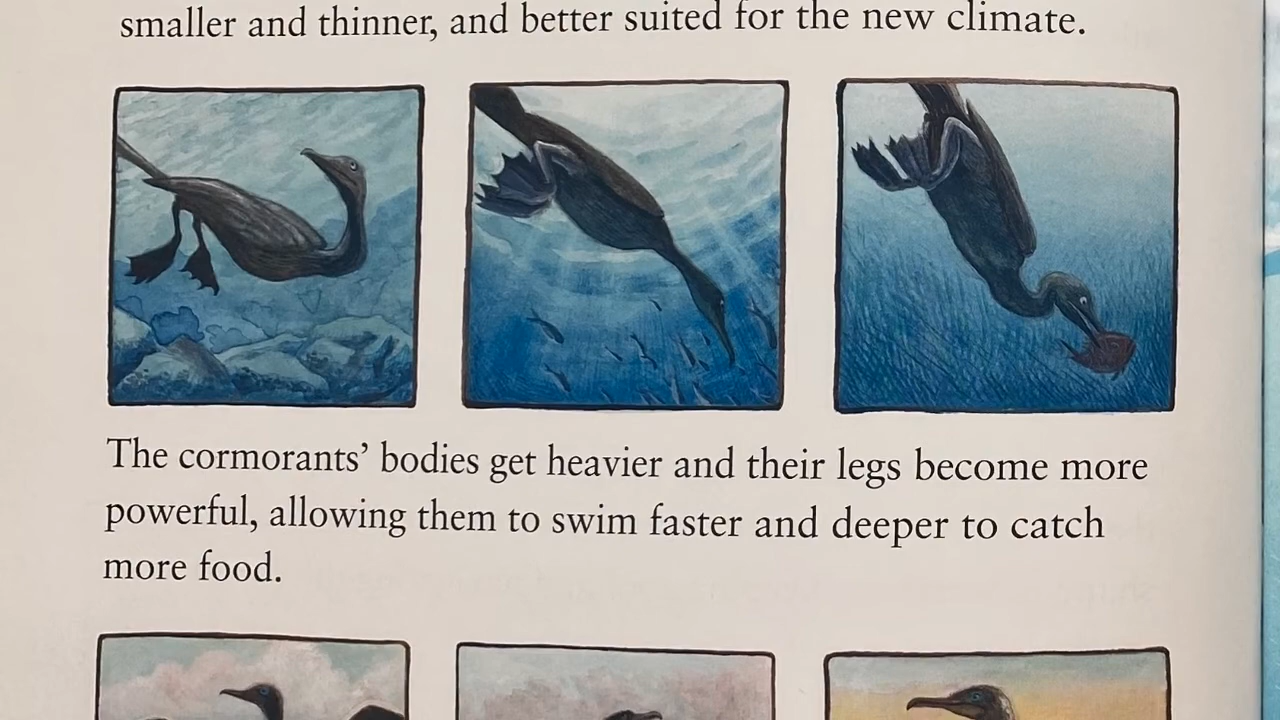 smaller and thinner, and better suited for the new climate.
The cormorants’ bodies get heavier and their legs become more
powerful, allowing them to swim faster and deeper to catch
more food.